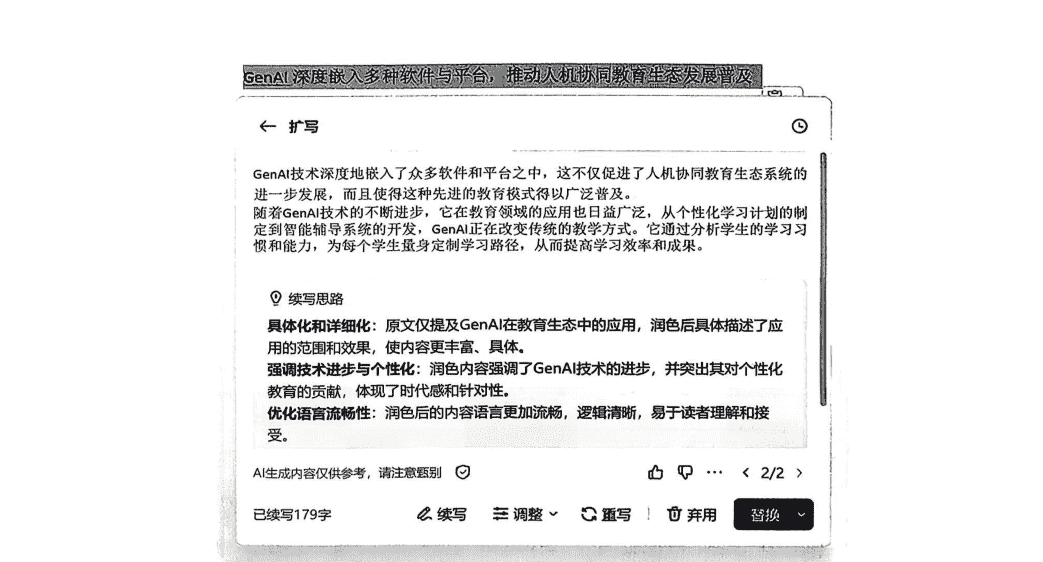 GenAI 深度嵌入多种软件与平台，推动人机协同教育生态发展普及
← 扩写
GenAI技术深度地嵌入了众多软件和平台之中，这不仅促进了人机协同教育生态系统的
进一步发展，而且使得这种先进的教育模式得以广泛普及。
随着GenAI技术的不断进步，它在教育领域的应用也日益广泛，从个性化学习计划的制
定到智能辅导系统的开发，GenAI正在改变传统的教学方式。它通过分析学生的学习习
惯和能力，为每个学生量身定制学习路径，从而提高学习效率和成果。
续写思路
具体化和详细化：原文仅提及GenAI在教育生态中的应用，润色后具体描述了应
用的范围和效果，使内容更丰富、具体。
强调技术进步与个性化：润色内容强调了GenAI技术的进步，并突出其对个性化
教育的贡献，体现了时代感和针对性。
优化语言流畅性：润色后的内容语言更加流畅，逻辑清晰，易于读者理解和接
受。
AI生成内容仅供参考，请注意甄别 ··· < 2/2 >
已续写179字 续写 调整 重写 弃用 替换